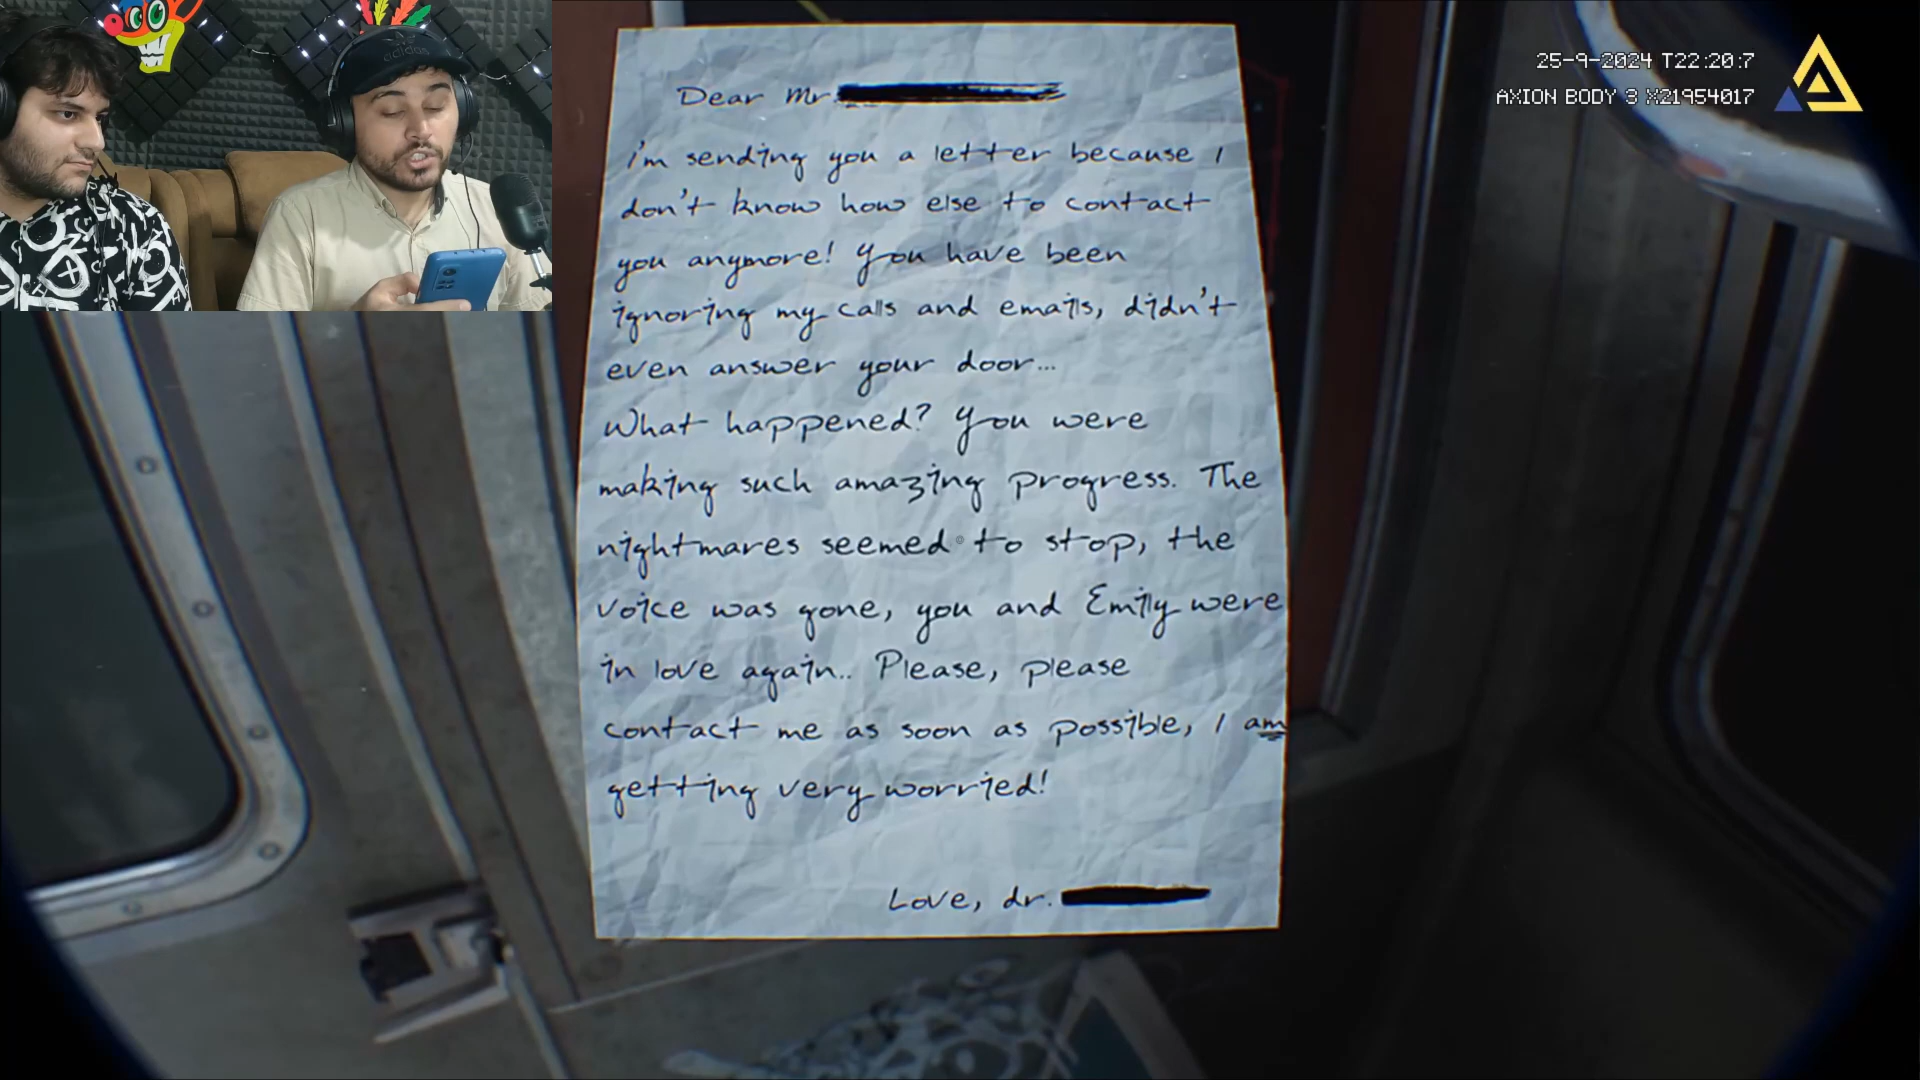 25-9-2024 T22:20:7
AXION BODY 3 X21954017
adidas
Dear Mr.
i'm sending you a letter because I
don't know how else to contact
you anymore! You have been
ignoring my calls and emails, didn't
even answer your door...
What happened? You were
making such amazing progress. The
nightmares seemed to stop, the
voice was gone, you and Emily were
in love again.. Please, please
contact me as soon as possible, I am
getting very worried!
Love, dr.